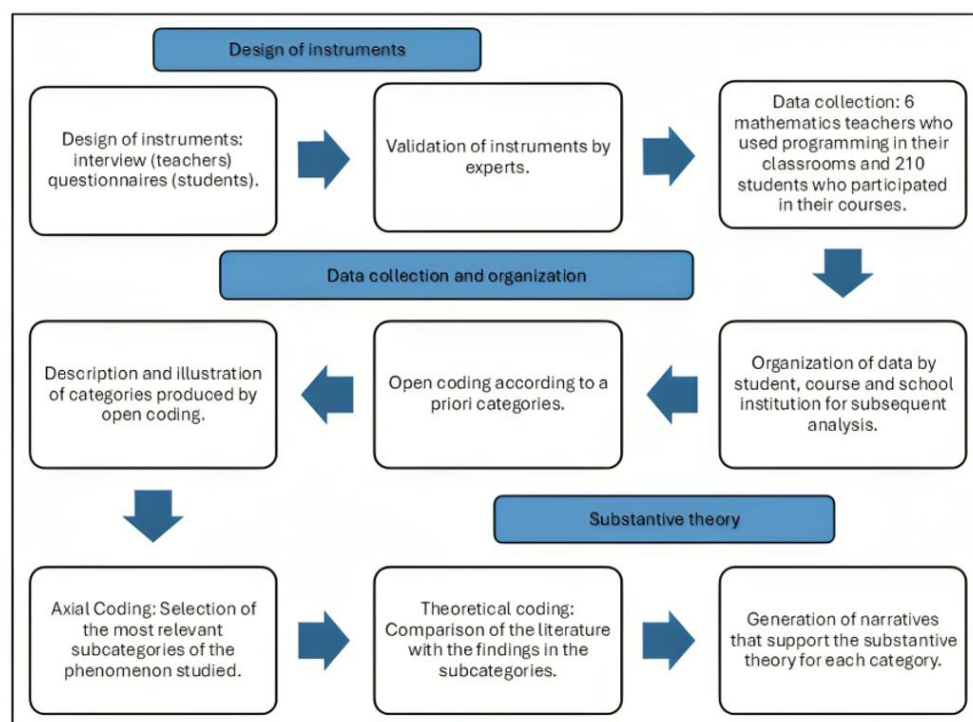 Design of instruments
Design of instruments:
interview (teachers)
questionnaires (students).
Validation of instruments by
experts.
Data collection: 6
mathematics teachers who
used programming in their
classrooms and 210
students who participated
in their courses.
Data collection and organization
Organization of data by
student, course and school
institution for subsequent
analysis.
Open coding according to a
priori categories.
Description and illustration
of categories produced by
open coding.
Substantive theory
Axial Coding: Selection of
the most relevant
subcategories of the
phenomenon studied.
Theoretical coding:
Comparison of the literature
with the findings in the
subcategories.
Generation of narratives
that support the substantive
theory for each category.